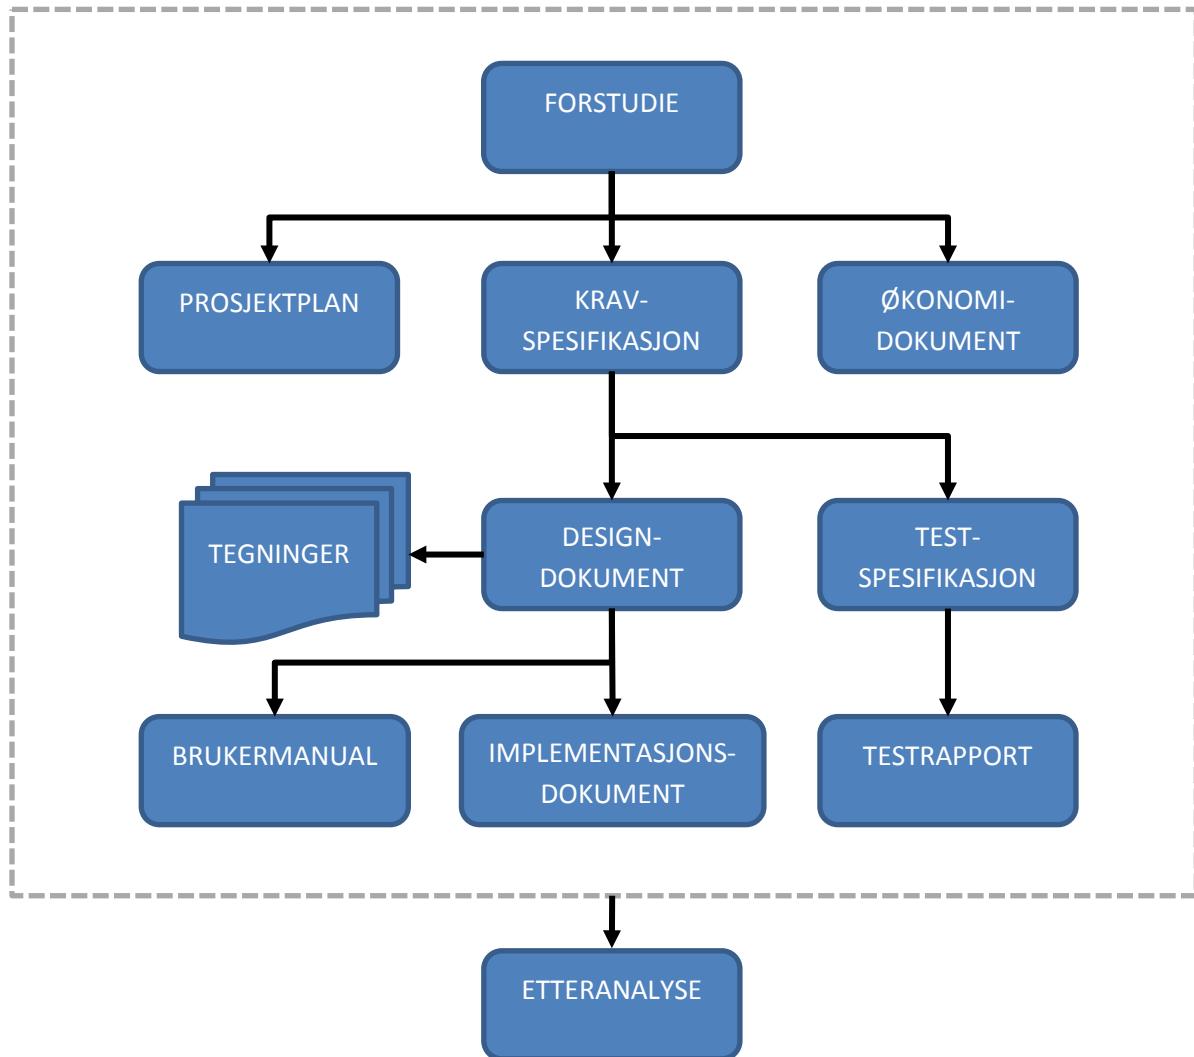 FORSTUDIE
PROSJEKTPLAN
KRAV-
SPESIFIKASJON
ØKONOMI-
DOKUMENT
TEGNINGER
DESIGN-
DOKUMENT
TEST-
SPESIFIKASJON
BRUKERMANUAL
IMPLEMENTASJONS-
DOKUMENT
TESTRAPPORT
ETTERANALYSE